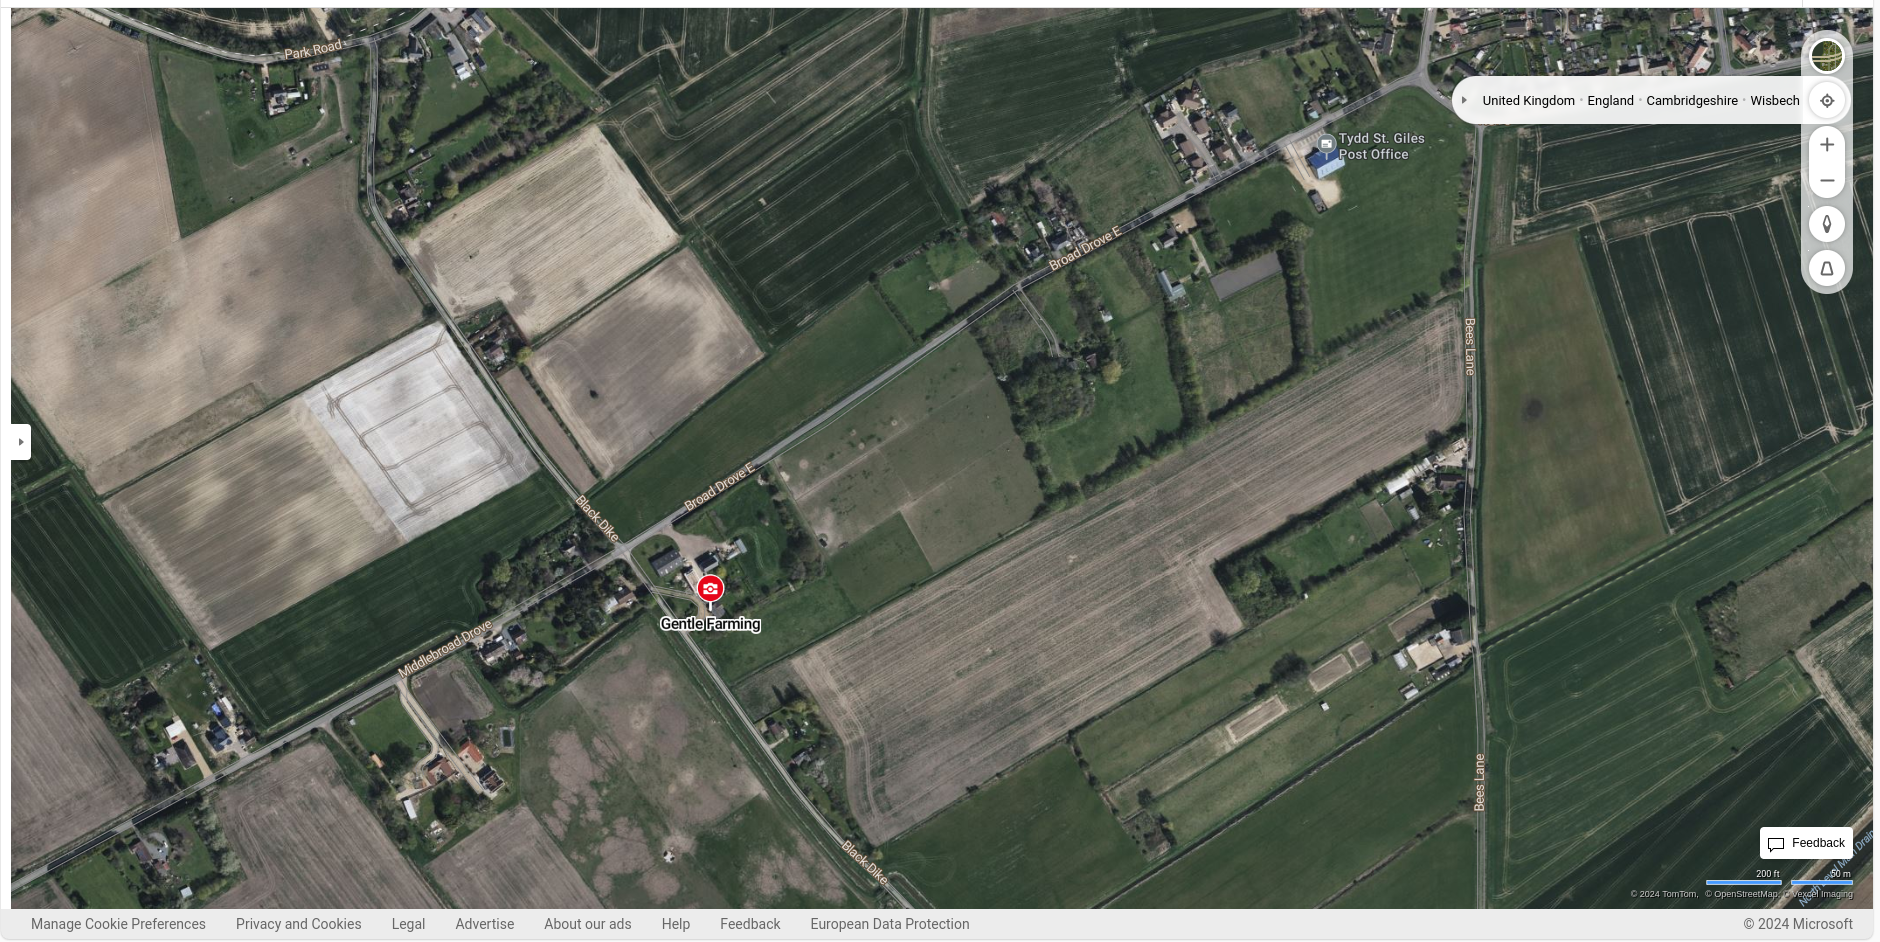 Park Road
United Kingdom · England · Cambridgeshire · Wisbech
Tydd St. Giles
Post Office
Broad Drove E
Bees Lane
Broad Drove E
Black Dike
Gentle Farming
Middlebroad Drove
Bees Lane
Black Dike
Feedback
200 ft
50 m
© 2024 TomTom, © OpenStreetMap, © Vexcel Imaging
Manage Cookie Preferences
Privacy and Cookies
Legal
Advertise
About our ads
Help
Feedback
European Data Protection
© 2024 Microsoft